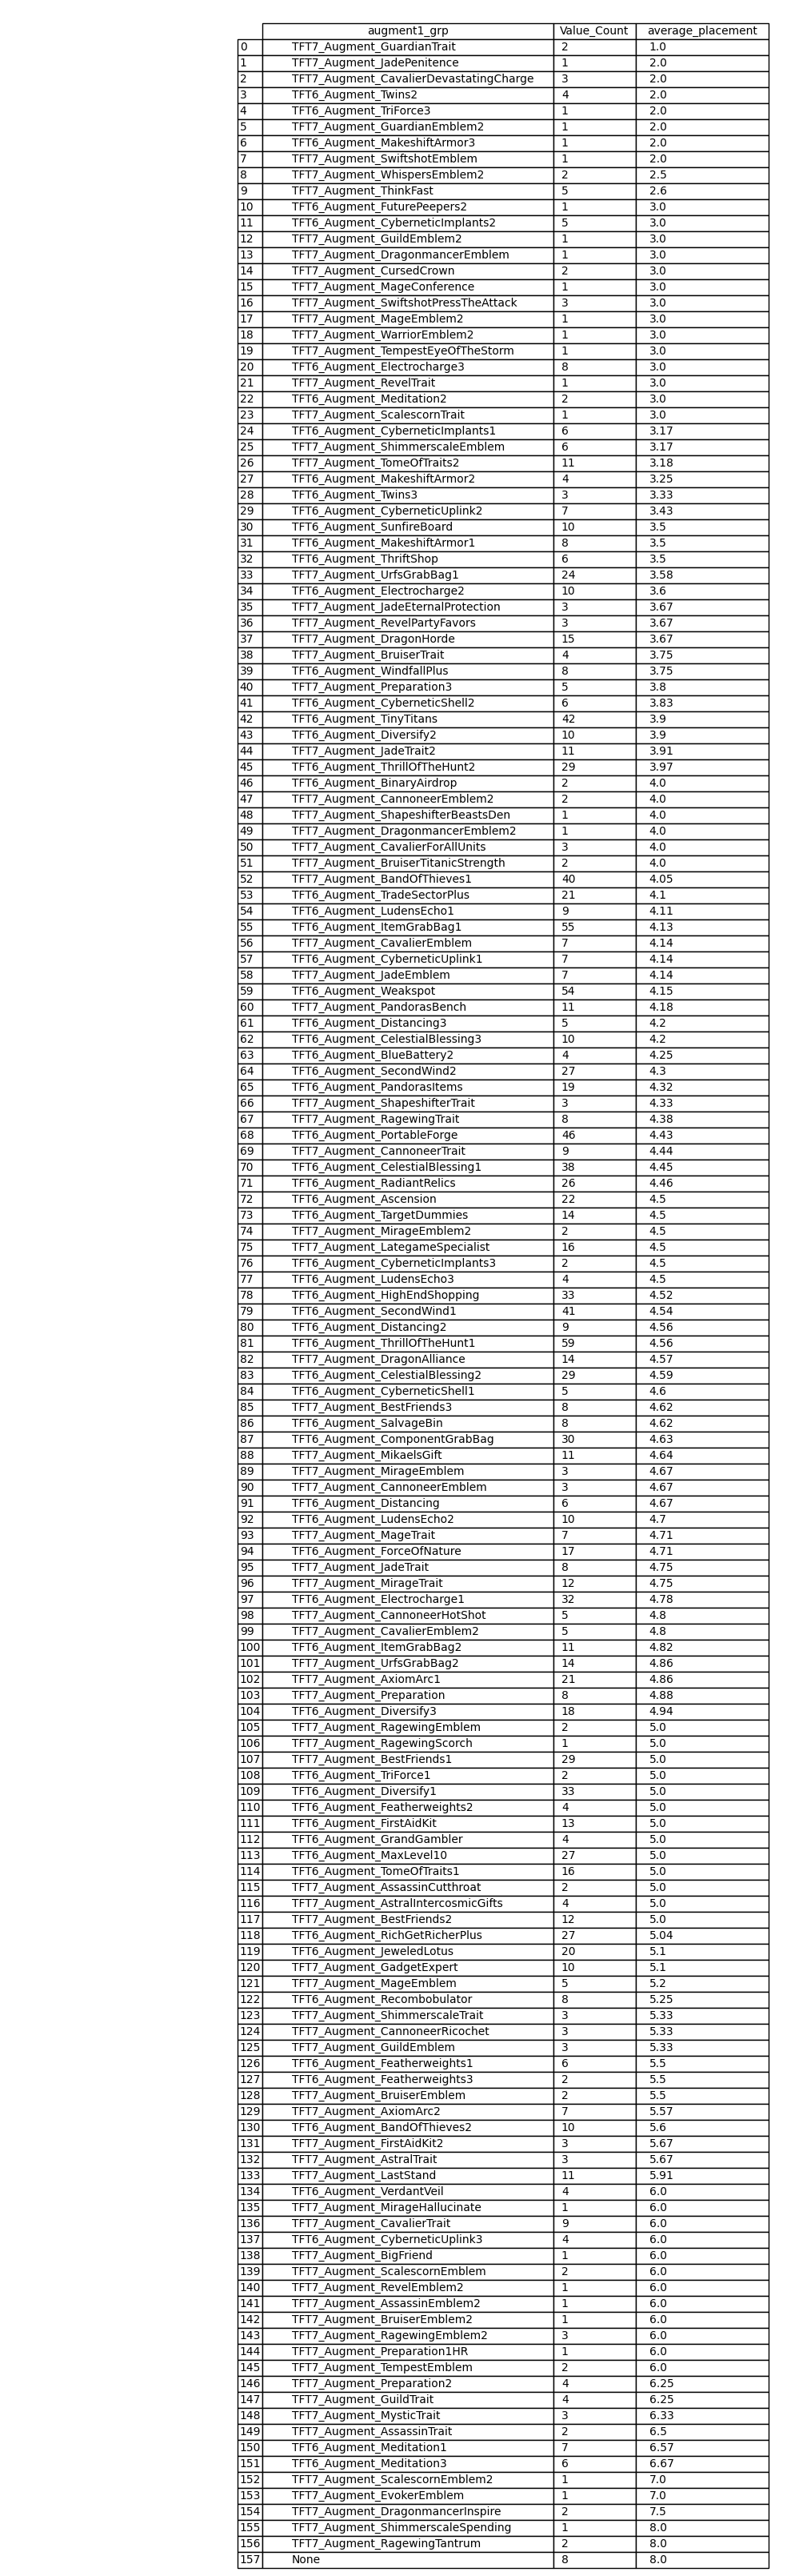 augment1_grp Value_Count average_placement
0 TFT7_Augment_GuardianTrait 2 1.0
1 TFT7_Augment_JadePenitence 1 2.0
2 TFT7_Augment_CavalierDevastatingCharge 3 2.0
3 TFT6_Augment_Twins2 4 2.0
4 TFT6_Augment_TriForce3 1 2.0
5 TFT7_Augment_GuardianEmblem2 1 2.0
6 TFT6_Augment_MakeshiftArmor3 1 2.0
7 TFT7_Augment_SwiftshotEmblem 1 2.0
8 TFT7_Augment_WhispersEmblem2 2 2.5
9 TFT7_Augment_ThinkFast 5 2.6
10 TFT6_Augment_FuturePeepers2 1 3.0
11 TFT6_Augment_CyberneticImplants2 5 3.0
12 TFT7_Augment_GuildEmblem2 1 3.0
13 TFT7_Augment_DragonmancerEmblem 1 3.0
14 TFT7_Augment_CursedCrown 2 3.0
15 TFT7_Augment_MageConference 1 3.0
16 TFT7_Augment_SwiftshotPressTheAttack 3 3.0
17 TFT7_Augment_MageEmblem2 1 3.0
18 TFT7_Augment_WarriorEmblem2 1 3.0
19 TFT7_Augment_TempestEyeOfTheStorm 1 3.0
20 TFT6_Augment_Electrocharge3 8 3.0
21 TFT7_Augment_RevelTrait 1 3.0
22 TFT6_Augment_Meditation2 2 3.0
23 TFT7_Augment_ScalescornTrait 1 3.0
24 TFT6_Augment_CyberneticImplants1 6 3.17
25 TFT7_Augment_ShimmerscaleEmblem 6 3.17
26 TFT7_Augment_TomeOfTraits2 11 3.18
27 TFT6_Augment_MakeshiftArmor2 4 3.25
28 TFT6_Augment_Twins3 3 3.33
29 TFT6_Augment_CyberneticUplink2 7 3.43
30 TFT6_Augment_SunfireBoard 10 3.5
31 TFT6_Augment_MakeshiftArmor1 8 3.5
32 TFT6_Augment_ThriftShop 6 3.5
33 TFT7_Augment_UrfsGrabBag1 24 3.58
34 TFT6_Augment_Electrocharge2 10 3.6
35 TFT7_Augment_JadeEternalProtection 3 3.67
36 TFT7_Augment_RevelPartyFavors 3 3.67
37 TFT7_Augment_DragonHorde 15 3.67
38 TFT7_Augment_BruiserTrait 4 3.75
39 TFT6_Augment_WindfallPlus 8 3.75
40 TFT7_Augment_Preparation3 5 3.8
41 TFT6_Augment_CyberneticShell2 6 3.83
42 TFT6_Augment_TinyTitans 42 3.9
43 TFT6_Augment_Diversify2 10 3.9
44 TFT7_Augment_JadeTrait2 11 3.91
45 TFT6_Augment_ThrillOfTheHunt2 29 3.97
46 TFT6_Augment_BinaryAirdrop 2 4.0
47 TFT7_Augment_CannoneerEmblem2 2 4.0
48 TFT7_Augment_ShapeshifterBeastsDen 1 4.0
49 TFT7_Augment_DragonmancerEmblem2 1 4.0
50 TFT7_Augment_CavalierForAllUnits 3 4.0
51 TFT7_Augment_BruiserTitanicStrength 2 4.0
52 TFT7_Augment_BandOfThieves1 40 4.05
53 TFT6_Augment_TradeSectorPlus 21 4.1
54 TFT6_Augment_LudensEcho1 9 4.11
55 TFT6_Augment_ItemGrabBag1 55 4.13
56 TFT7_Augment_CavalierEmblem 7 4.14
57 TFT6_Augment_CyberneticUplink1 7 4.14
58 TFT7_Augment_JadeEmblem 7 4.14
59 TFT6_Augment_Weakspot 54 4.15
60 TFT7_Augment_PandorasBench 11 4.18
61 TFT6_Augment_Distancing3 5 4.2
62 TFT6_Augment_CelestialBlessing3 10 4.2
63 TFT6_Augment_BlueBattery2 4 4.25
64 TFT6_Augment_SecondWind2 27 4.3
65 TFT6_Augment_PandorasItems 19 4.32
66 TFT7_Augment_ShapeshifterTrait 3 4.33
67 TFT7_Augment_RagewingTrait 8 4.38
68 TFT6_Augment_PortableForge 46 4.43
69 TFT7_Augment_CannoneerTrait 9 4.44
70 TFT6_Augment_CelestialBlessing1 38 4.45
71 TFT6_Augment_RadiantRelics 26 4.46
72 TFT6_Augment_Ascension 22 4.5
73 TFT6_Augment_TargetDummies 14 4.5
74 TFT7_Augment_MirageEmblem2 2 4.5
75 TFT7_Augment_LategameSpecialist 16 4.5
76 TFT6_Augment_CyberneticImplants3 2 4.5
77 TFT6_Augment_LudensEcho3 4 4.5
78 TFT6_Augment_HighEndShopping 33 4.52
79 TFT6_Augment_SecondWind1 41 4.54
80 TFT6_Augment_Distancing2 9 4.56
81 TFT6_Augment_ThrillOfTheHunt1 59 4.56
82 TFT7_Augment_DragonAlliance 14 4.57
83 TFT6_Augment_CelestialBlessing2 29 4.59
84 TFT6_Augment_CyberneticShell1 5 4.6
85 TFT7_Augment_BestFriends3 8 4.62
86 TFT6_Augment_SalvageBin 8 4.62
87 TFT6_Augment_ComponentGrabBag 30 4.63
88 TFT7_Augment_MikaelsGift 11 4.64
89 TFT7_Augment_MirageEmblem 3 4.67
90 TFT7_Augment_CannoneerEmblem 3 4.67
91 TFT6_Augment_Distancing 6 4.67
92 TFT6_Augment_LudensEcho2 10 4.7
93 TFT7_Augment_MageTrait 7 4.71
94 TFT6_Augment_ForceOfNature 17 4.71
95 TFT7_Augment_JadeTrait 8 4.75
96 TFT7_Augment_MirageTrait 12 4.75
97 TFT6_Augment_Electrocharge1 32 4.78
98 TFT7_Augment_CannoneerHotShot 5 4.8
99 TFT7_Augment_CavalierEmblem2 5 4.8
100 TFT6_Augment_ItemGrabBag2 11 4.82
101 TFT7_Augment_UrfsGrabBag2 14 4.86
102 TFT7_Augment_AxiomArc1 21 4.86
103 TFT7_Augment_Preparation 8 4.88
104 TFT6_Augment_Diversify3 18 4.94
105 TFT7_Augment_RagewingEmblem 2 5.0
106 TFT7_Augment_RagewingScorch 1 5.0
107 TFT7_Augment_BestFriends1 29 5.0
108 TFT6_Augment_TriForce1 2 5.0
109 TFT6_Augment_Diversify1 33 5.0
110 TFT6_Augment_Featherweights2 4 5.0
111 TFT6_Augment_FirstAidKit 13 5.0
112 TFT6_Augment_GrandGambler 4 5.0
113 TFT6_Augment_MaxLevel10 27 5.0
114 TFT6_Augment_TomeOfTraits1 16 5.0
115 TFT7_Augment_AssassinCutthroat 2 5.0
116 TFT7_Augment_AstralIntercosmicGifts 4 5.0
117 TFT7_Augment_BestFriends2 12 5.0
118 TFT6_Augment_RichGetRicherPlus 27 5.04
119 TFT6_Augment_JeweledLotus 20 5.1
120 TFT7_Augment_GadgetExpert 10 5.1
121 TFT7_Augment_MageEmblem 5 5.2
122 TFT6_Augment_Recombobulator 8 5.25
123 TFT7_Augment_ShimmerscaleTrait 3 5.33
124 TFT7_Augment_CannoneerRicochet 3 5.33
125 TFT7_Augment_GuildEmblem 3 5.33
126 TFT6_Augment_Featherweights1 6 5.5
127 TFT6_Augment_Featherweights3 2 5.5
128 TFT7_Augment_BruiserEmblem 2 5.5
129 TFT7_Augment_AxiomArc2 7 5.57
130 TFT6_Augment_BandOfThieves2 10 5.6
131 TFT7_Augment_FirstAidKit2 3 5.67
132 TFT7_Augment_AstralTrait 3 5.67
133 TFT7_Augment_LastStand 11 5.91
134 TFT6_Augment_VerdantVeil 4 6.0
135 TFT7_Augment_MirageHallucinate 1 6.0
136 TFT7_Augment_CavalierTrait 9 6.0
137 TFT6_Augment_CyberneticUplink3 4 6.0
138 TFT7_Augment_BigFriend 1 6.0
139 TFT7_Augment_ScalescornEmblem 2 6.0
140 TFT7_Augment_RevelEmblem2 1 6.0
141 TFT7_Augment_AssassinEmblem2 1 6.0
142 TFT7_Augment_BruiserEmblem2 1 6.0
143 TFT7_Augment_RagewingEmblem2 3 6.0
144 TFT7_Augment_Preparation1HR 1 6.0
145 TFT7_Augment_TempestEmblem 2 6.0
146 TFT7_Augment_Preparation2 4 6.25
147 TFT7_Augment_GuildTrait 4 6.25
148 TFT7_Augment_MysticTrait 3 6.33
149 TFT7_Augment_AssassinTrait 2 6.5
150 TFT6_Augment_Meditation1 7 6.57
151 TFT6_Augment_Meditation3 6 6.67
152 TFT7_Augment_ScalescornEmblem2 1 7.0
153 TFT7_Augment_EvokerEmblem 1 7.0
154 TFT7_Augment_DragonmancerInspire 2 7.5
155 TFT7_Augment_ShimmerscaleSpending 1 8.0
156 TFT7_Augment_RagewingTantrum 2 8.0
157 None 8 8.0